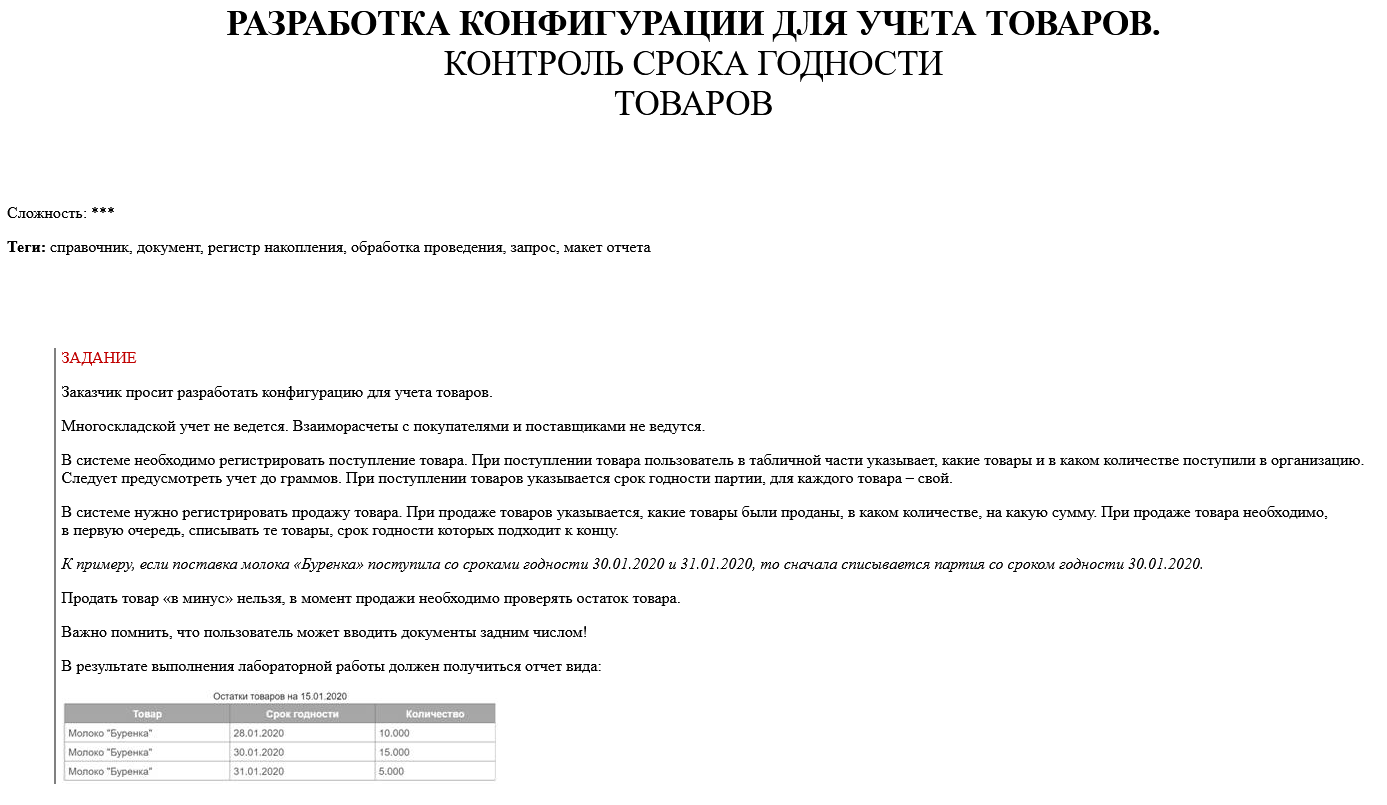 РАЗРАБОТКА КОНФИГУРАЦИИ ДЛЯ УЧЕТА ТОВАРОВ.
КОНТРОЛЬ СРОКА ГОДНОСТИ
ТОВАРОВ
Сложность: ***
Теги: справочник, документ, регистр накопления, обработка проведения, запрос, макет отчета
ЗАДАНИЕ
Заказчик просит разработать конфигурацию для учета товаров.
Многоскладской учет не ведется. Взаиморасчеты с покупателями и поставщиками не ведутся.
В системе необходимо регистрировать поступление товара. При поступлении товара пользователь в табличной части указывает, какие товары и в каком количестве поступили в организацию.
Следует предусмотреть учет до граммов. При поступлении товаров указывается срок годности партии, для каждого товара – свой.
В системе нужно регистрировать продажу товара. При продаже товаров указывается, какие товары были проданы, в каком количестве, на какую сумму. При продаже товара необходимо,
в первую очередь, списывать те товары, срок годности которых подходит к концу.
К примеру, если поставка молока «Буренка» поступила со сроками годности 30.01.2020 и 31.01.2020, то сначала списывается партия со сроком годности 30.01.2020.
Продать товар «в минус» нельзя, в момент продажи необходимо проверять остаток товара.
Важно помнить, что пользователь может вводить документы задним числом!
В результате выполнения лабораторной работы должен получиться отчет вида:
Остатки товаров на 15.01.2020
Товар Срок годности Количество
Молоко "Буренка" 28.01.2020 10.000
Молоко "Буренка" 30.01.2020 15.000
Молоко "Буренка" 31.01.2020 5.000